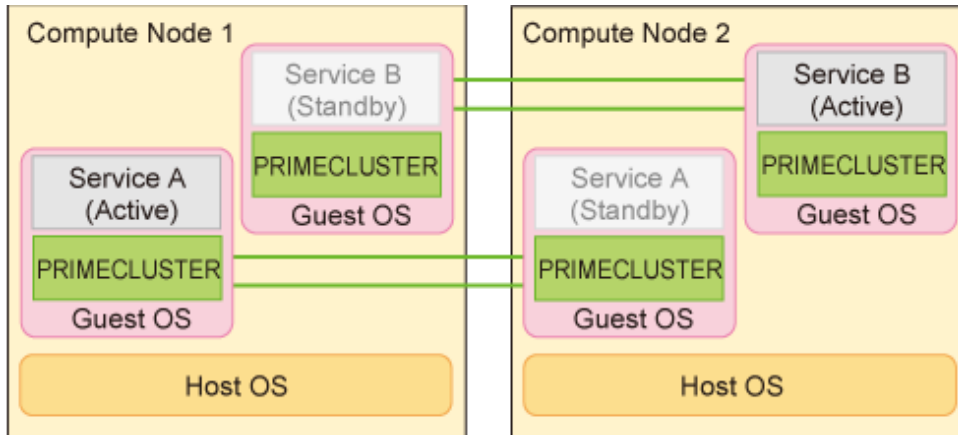 Compute Node 1
Service B
(Standby)
PRIMECLUSTER
Guest OS
Service A
(Active)
PRIMECLUSTER
Guest OS
Host OS
Compute Node 2
Service B
(Active)
PRIMECLUSTER
Guest OS
Service A
(Standby)
PRIMECLUSTER
Guest OS
Host OS